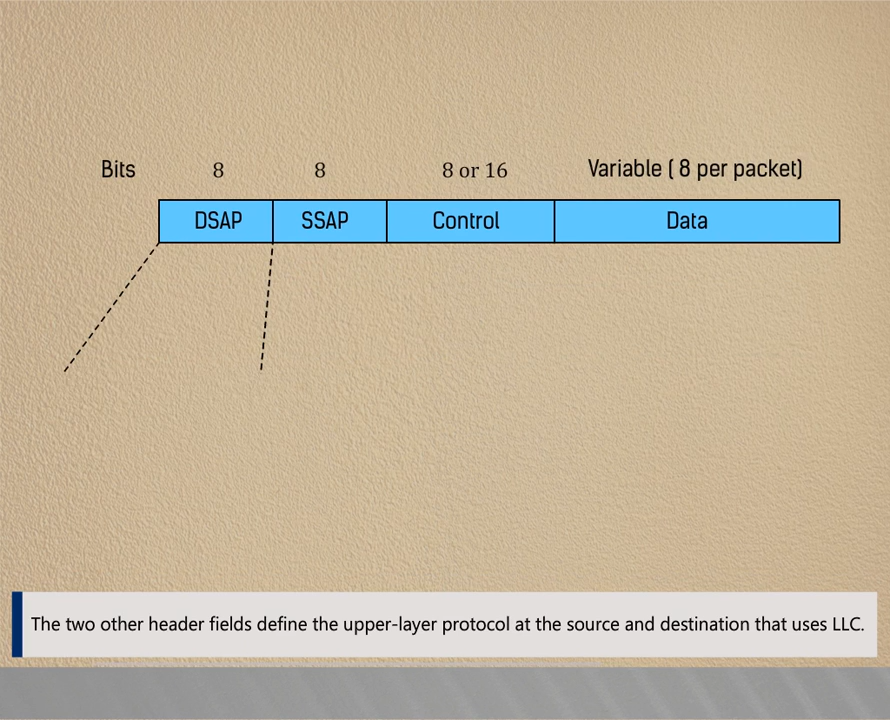 Bits 8 8 8 or 16 Variable ( 8 per packet)
DSAP SSAP Control Data
The two other header fields define the upper-layer protocol at the source and destination that uses LLC.